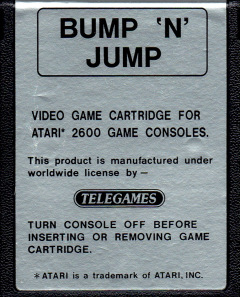 BUMP 'N'
JUMP
VIDEO GAME CARTRIDGE FOR
ATARI* 2600 GAME CONSOLES.
This product is manufactured under
worldwide license by —
TELEGAMES
TURN CONSOLE OFF BEFORE
INSERTING OR REMOVING GAME
CARTRIDGE.
*ATARI is a trademark of ATARI, INC.